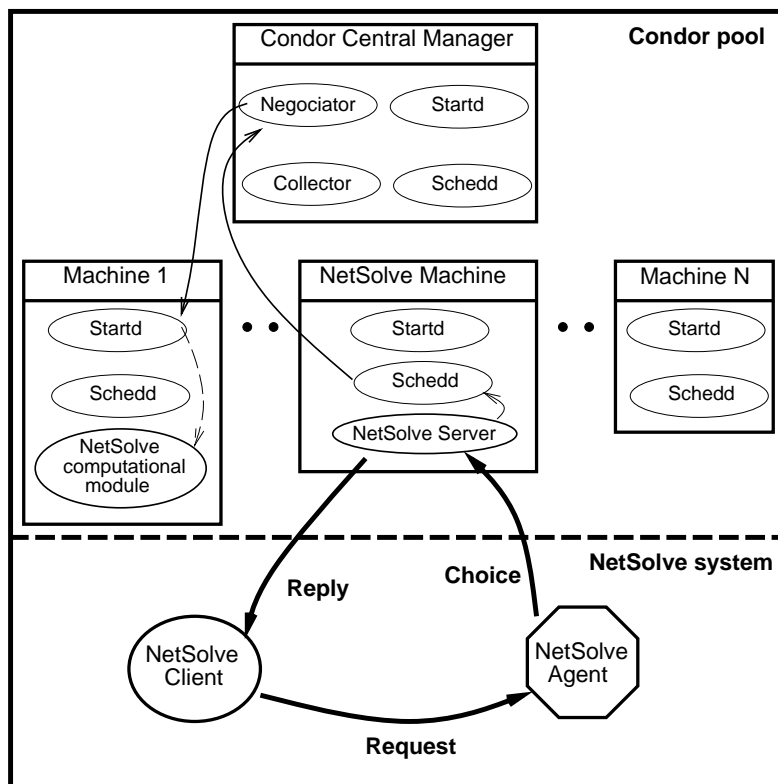 Condor Central Manager
Condor pool
Negociator
Startd
Collector
Schedd
Machine 1
NetSolve Machine
Machine N
Startd
Startd
Startd
Schedd
Schedd
Schedd
NetSolve
computational
module
NetSolve Server
NetSolve system
Reply
Choice
NetSolve
Client
NetSolve
Agent
Request